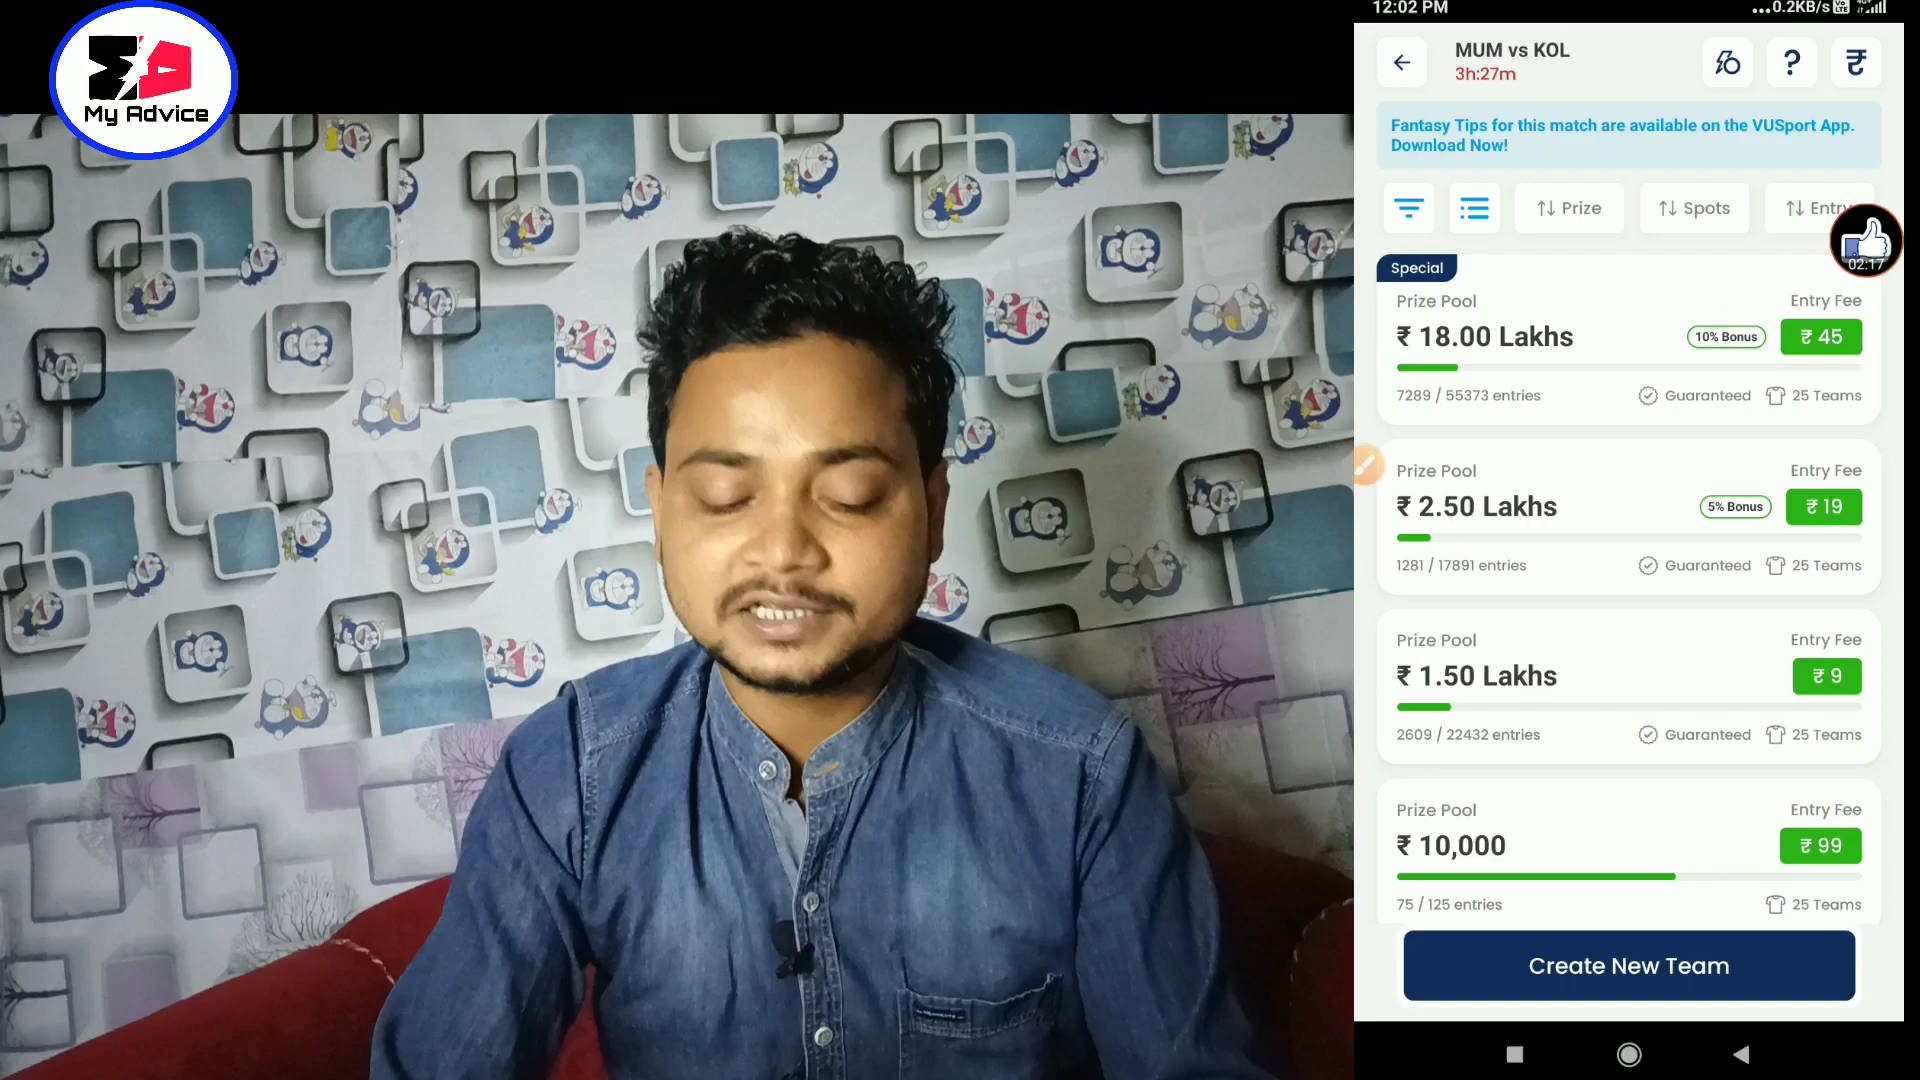 My Advice
12:02 PM
...0.2KB/s Vo LTE
MUM vs KOL
3h:27m
?
₹
Fantasy Tips for this match are available on the VUSport App.
Download Now!
↑↓ Prize
↑↓ Spots
↑↓ Entry
02:17
Special
Prize Pool
Entry Fee
₹ 18.00 Lakhs
10% Bonus
₹ 45
7289 / 55373 entries
Guaranteed
25 Teams
Prize Pool
Entry Fee
₹ 2.50 Lakhs
5% Bonus
₹ 19
1281 / 17891 entries
Guaranteed
25 Teams
Prize Pool
Entry Fee
₹ 1.50 Lakhs
₹ 9
2609 / 22432 entries
Guaranteed
25 Teams
Prize Pool
Entry Fee
₹ 10,000
₹ 99
75 / 125 entries
25 Teams
Create New Team